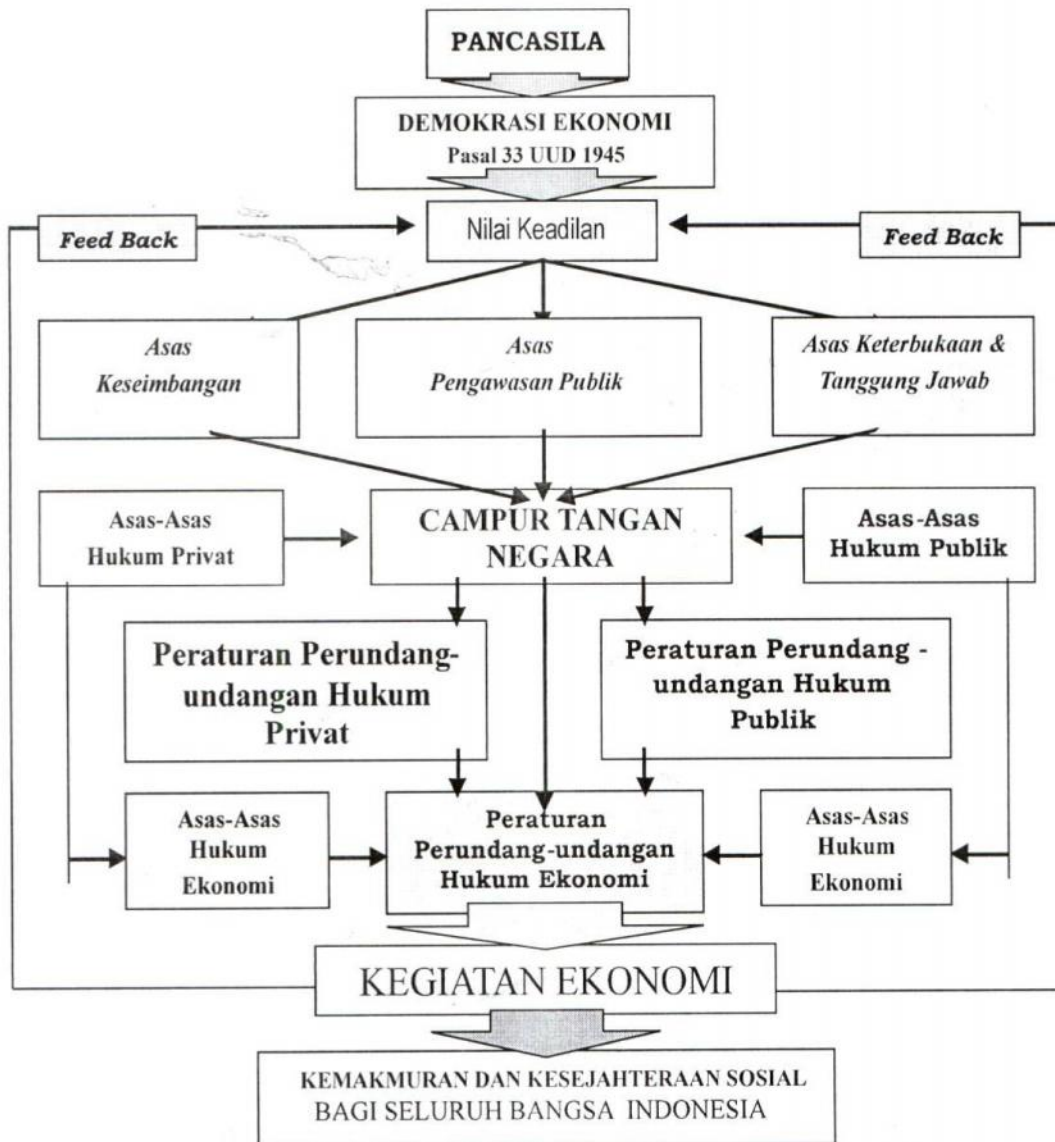 PANCASILA
DEMOKRASI EKONOMI
Pasal 33 UUD 1945
Feed Back
Nilai Keadilan
Feed Back
Asas
Keseimbangan
Asas
Pengawasan Publik
Asas Keterbukaan &
Tanggung Jawab
Asas-Asas
Hukum Privat
CAMPUR TANGAN
NEGARA
Asas-Asas
Hukum Publik
Peraturan Perundang-
undangan Hukum
Privat
Peraturan Perundang -
undangan Hukum
Publik
Asas-Asas
Hukum
Ekonomi
Peraturan
Perundang-undangan
Hukum Ekonomi
Asas-Asas
Hukum
Ekonomi
KEGIATAN EKONOMI
KEMAKMURAN DAN KESEJAHTERAAN SOSIAL
BAGI SELURUH BANGSA INDONESIA